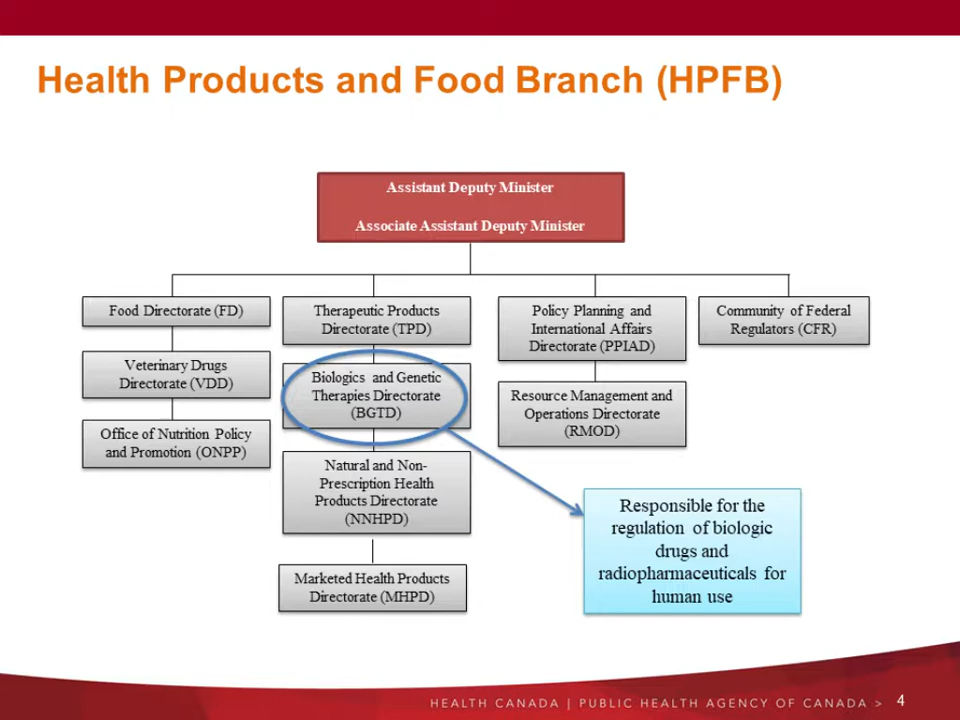 Health Products and Food Branch (HPFB)
Assistant Deputy Minister
Associate Assistant Deputy Minister
Food Directorate (FD)
Veterinary Drugs
Directorate (VDD)
Office of Nutrition Policy
and Promotion (ONPP)
Therapeutic Products
Directorate (TPD)
Biologics and Genetic
Therapies Directorate
(BGTD)
Natural and Non-
Prescription Health
Products Directorate
(NNHPD)
Marketed Health Products
Directorate (MHPD)
Policy Planning and
International Affairs
Directorate (PPIAD)
Resource Management and
Operations Directorate
(RMOD)
Community of Federal
Regulators (CFR)
Responsible for the
regulation of biologic
drugs and
radiopharmaceuticals for
human use
HEALTH CANADA | PUBLIC HEALTH AGENCY OF CANADA >
4